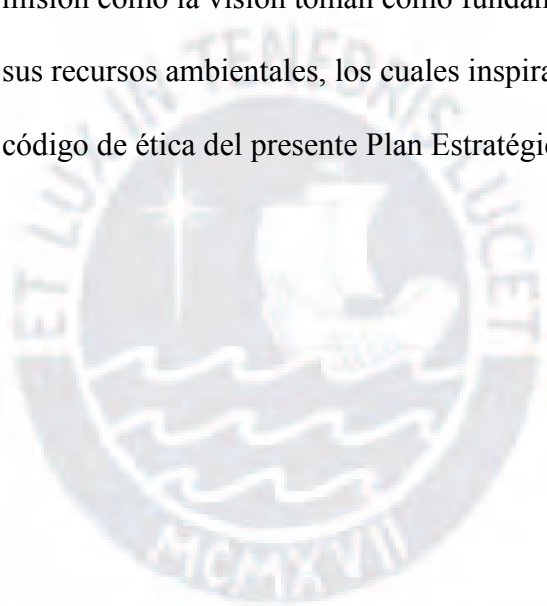 misión como la visión toman como
sus recursos ambientales, los cuales
código de ética del presente Plan
ET LUX IN TENEBRIS LUCET
MCMXVII